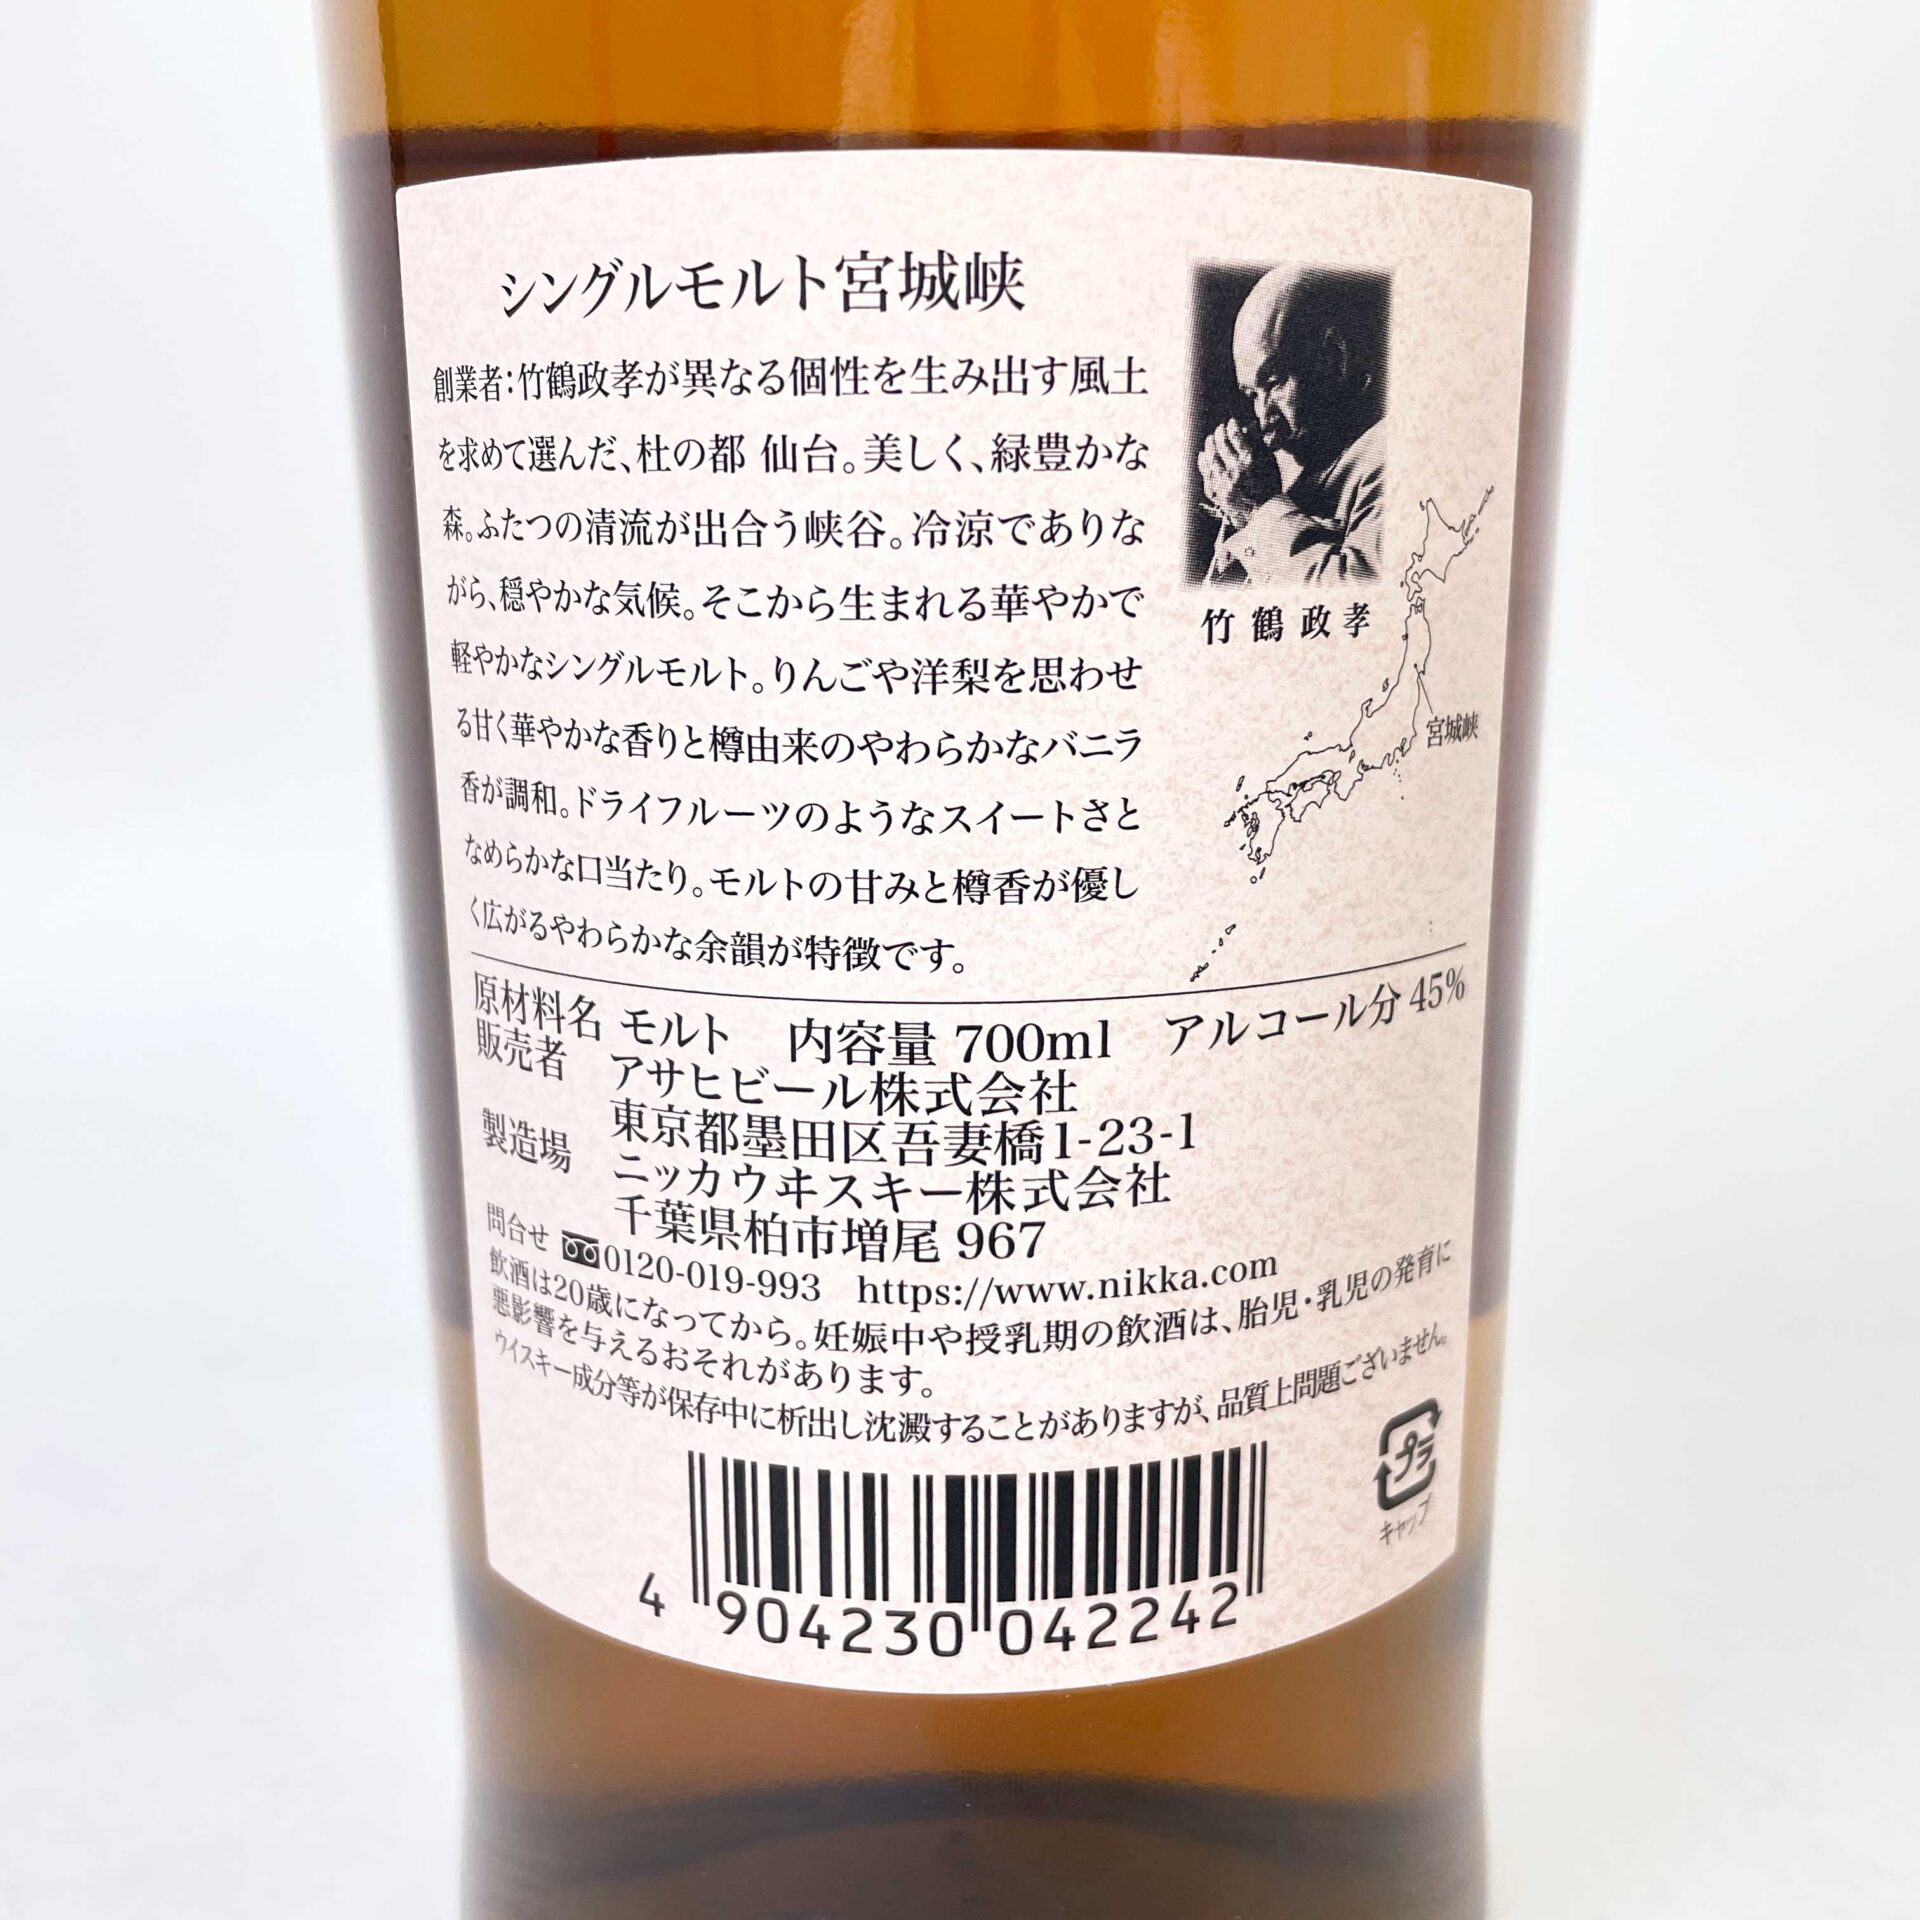 シングルモルト宮城峡
創業者：竹鶴政孝が異なる個性を生み出す風土
を求めて選んだ、杜の都 仙台。美しく、緑豊かな
森。ふたつの清流が出合う峡谷。冷涼でありな
がら、穏やかな気候。そこから生まれる華やかで
軽やかなシングルモルト。りんごや洋梨を思わせ
る甘く華やかな香りと樽由来のやわらかなバニラ
香が調和。ドライフルーツのようなスイートさと
なめらかな口当たり。モルトの甘みと樽香が優し
く広がるやわらかな余韻が特徴です。
竹鶴政孝
宮城峡
原材料名 モルト 内容量 700ml アルコール分 45%
販売者 アサヒビール株式会社
東京都墨田区吾妻橋1-23-1
製造場 ニッカウヰスキー株式会社
千葉県柏市増尾 967
問合せ 0120-019-993 https://www.nikka.com
飲酒は20歳になってから。妊娠中や授乳期の飲酒は、胎児・乳児の発育に
悪影響を与えるおそれがあります。
ウイスキー成分等が保存中に析出し沈澱することがありますが、品質上問題ございません。
プラ
キャップ
4 904230 042242